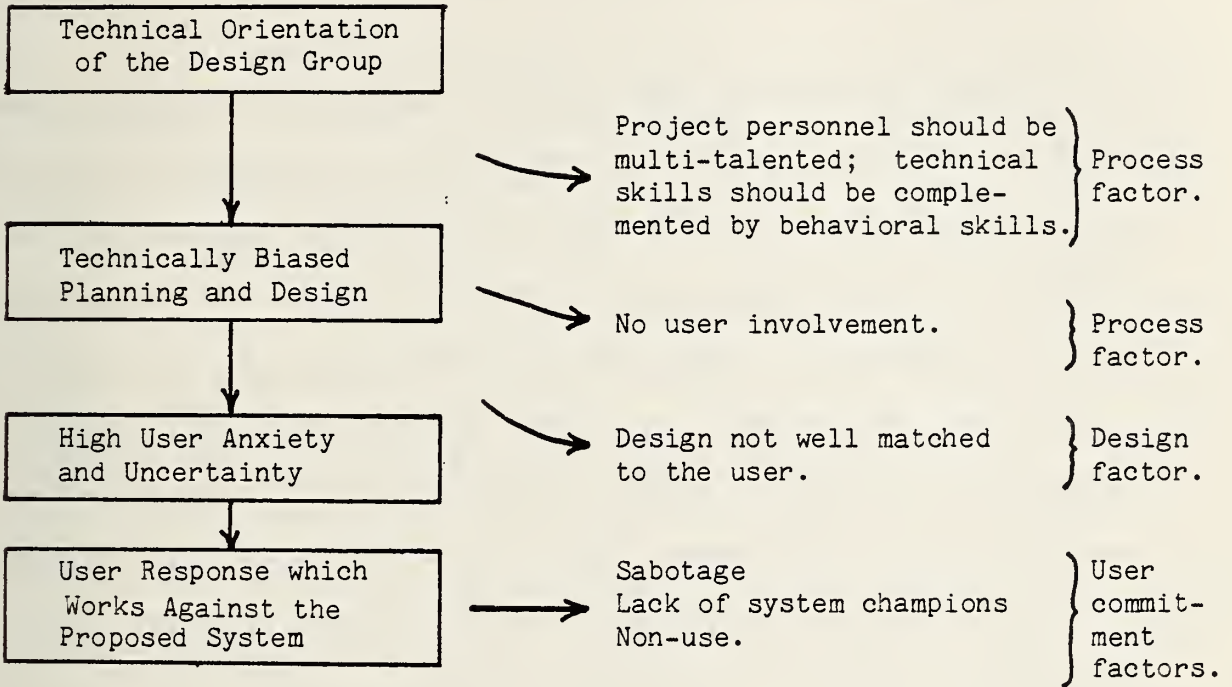 Technical Orientation
of the Design Group
Project personnel should be
multi-talented; technical
skills should be comple-
mented by behavioral skills.
Process
factor.
Technically Biased
Planning and Design
No user involvement.
Process
factor.
High User Anxiety
and Uncertainty
Design not well matched
to the user.
Design
factor.
User Response which
Works Against the
Proposed System
Sabotage
Lack of system champions
Non-use.
User
commit-
ment
factors.